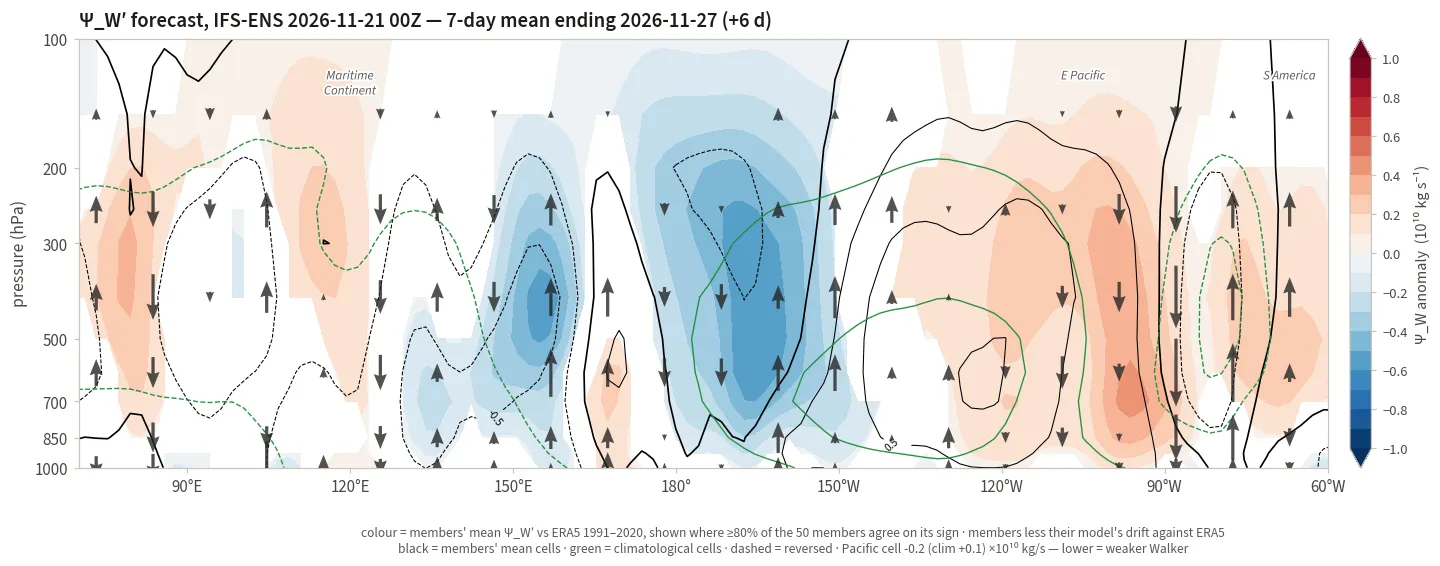 Ψ_W′ forecast, IFS-ENS 2026-11-21 00Z — 7-day mean ending 2026-11-27 (+6 d)
100
200
300
400
500
700
850
1000
pressure (hPa)
Maritime
Continent
E Pacific
S America
-0.5
0.5
90°E
120°E
150°E
180°
150°W
120°W
90°W
60°W
1.0
0.8
0.6
0.4
0.2
0.0
−0.2
−0.4
−0.6
−0.8
−1.0
Ψ_W anomaly (10¹⁰ kg s⁻¹)
colour = members' mean Ψ_W′ vs ERA5 1991–2020, shown where ≥80% of the 50 members agree on its sign · members less their model's drift against ERA5
black = members' mean cells · green = climatological cells · dashed = reversed · Pacific cell -0.2 (clim +0.1) ×10¹⁰ kg/s — lower = weaker Walker